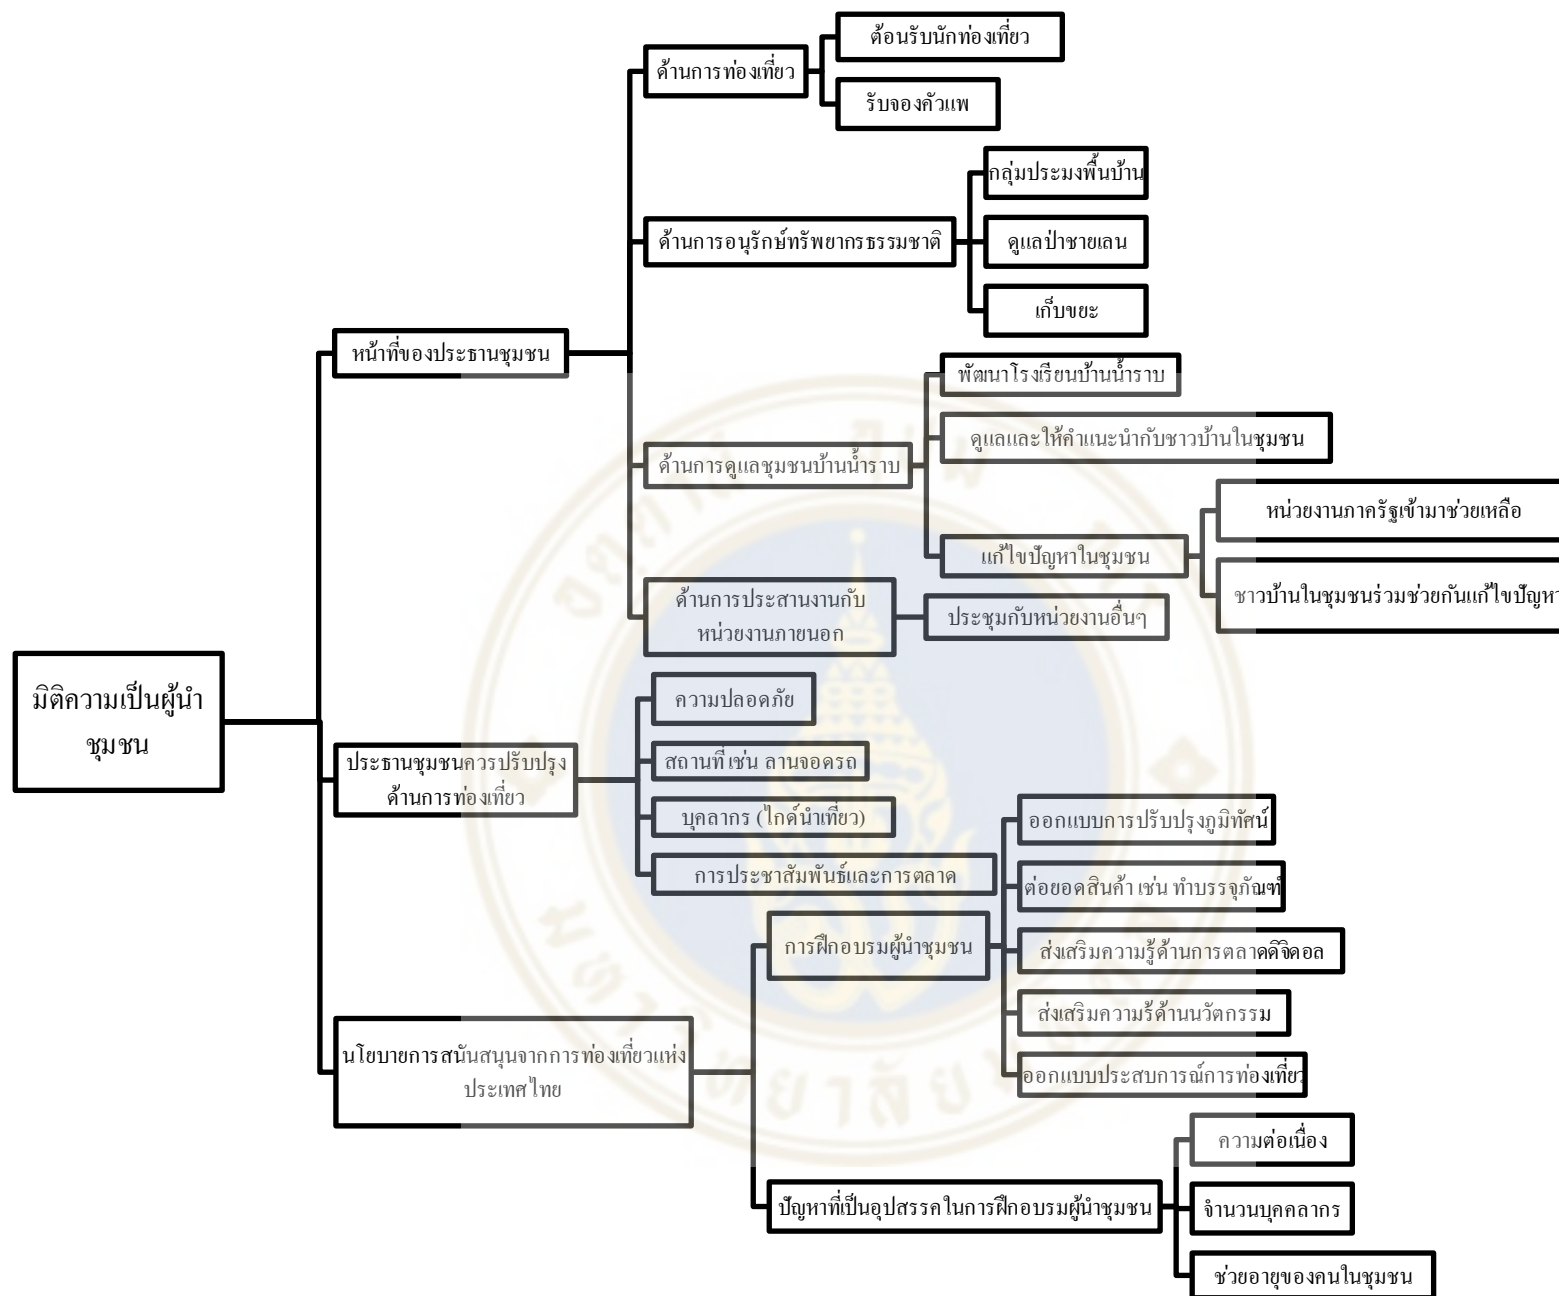 ต้อนรับนักท่องเที่ยว
ด้านการท่องเที่ยว
รับจองคัวแพ
กลุ่มประมงพื้นบ้าน
ด้านการอนุรักษ์ทรัพยากรธรรมชาติ
ดูแลป่าชายเลน
เก็บขยะ
หน้าที่ของประธานชุมชน
พัฒนาโรงเรียนบ้านน้ำราบ
ดูแลและให้คำแนะนำกับชาวบ้านในชุมชน
ด้านการดูแลชุมชนบ้านน้ำราบ
หน่วยงานภาครัฐเข้ามาช่วยเหลือ
แก้ไขปัญหาในชุมชน
ชาวบ้านในชุมชนร่วมช่วยกันแก้ไขปัญหา
ด้านการประสานงานกับ
หน่วยงานภายนอก
ประชุมกับหน่วยงานอื่นๆ
มิติความเป็นผู้นำ
ชุมชน
ความปลอดภัย
ประธานชุมชนควรปรับปรุง
ด้านการท่องเที่ยว
สถานที่ เช่น ลานจอดรถ
บุคลากร (ไกด์นำเที่ยว)
การประชาสัมพันธ์และการตลาด
ออกแบบการปรับปรุงภูมิทัศน์
ต่อยอดสินค้า เช่น ทำบรรจุภัณฑ์
การฝึกอบรมผู้นำชุมชน
ส่งเสริมความรู้ด้านการตลาดดิจิตอล
ส่งเสริมความรู้ด้านนวัตกรรม
ออกแบบประสบการณ์การท่องเที่ยว
นโยบายการสนันสนุนจากการท่องเที่ยวแห่ง
ประเทศไทย
ความต่อเนื่อง
ปัญหาที่เป็นอุปสรรคในการฝึกอบรมผู้นำชุมชน
จำนวนบุคคลากร
ช่วยอายุของคนในชุมชน
มหาวิทยาลัยมหิดล